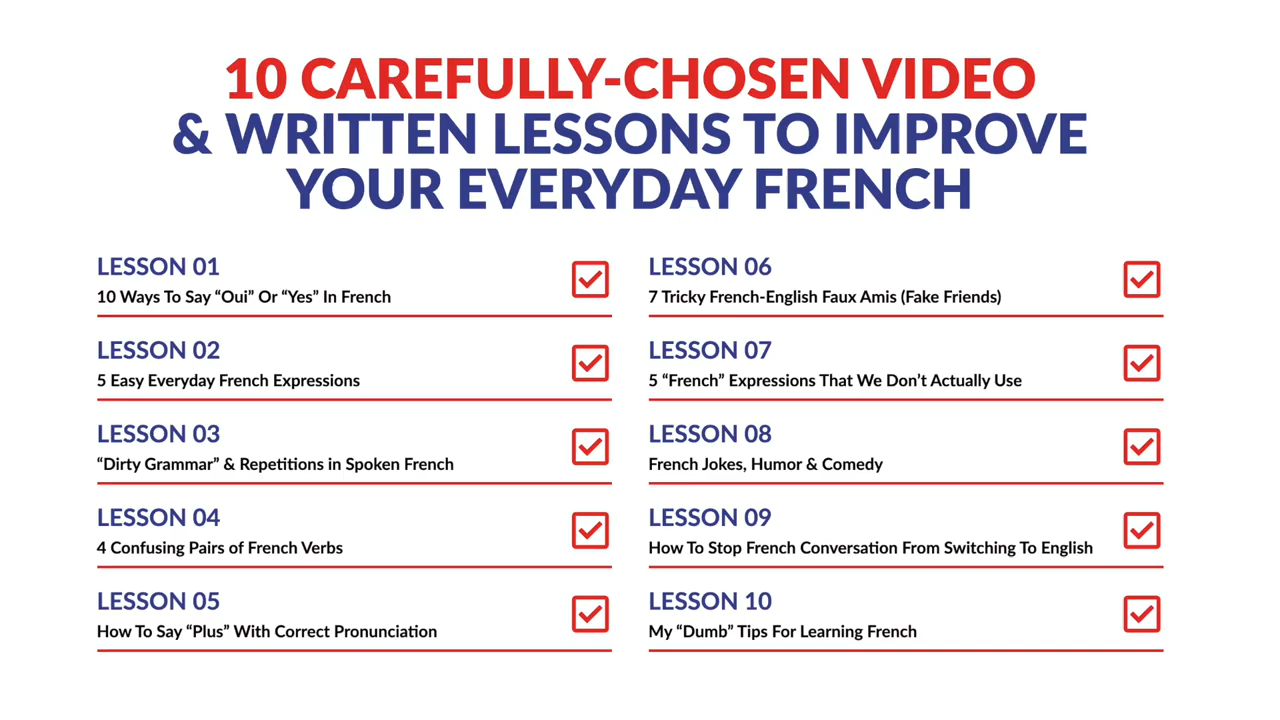 10 CAREFULLY-CHOSEN VIDEO
& WRITTEN LESSONS TO IMPROVE
YOUR EVERYDAY FRENCH
LESSON 01
10 Ways To Say “Oui” Or “Yes” In French
LESSON 02
5 Easy Everyday French Expressions
LESSON 03
“Dirty Grammar” & Repetitions in Spoken French
LESSON 04
4 Confusing Pairs of French Verbs
LESSON 05
How To Say “Plus” With Correct Pronunciation
LESSON 06
7 Tricky French-English Faux Amis (Fake Friends)
LESSON 07
5 “French” Expressions That We Don’t Actually Use
LESSON 08
French Jokes, Humor & Comedy
LESSON 09
How To Stop French Conversation From Switching To English
LESSON 10
My “Dumb” Tips For Learning French